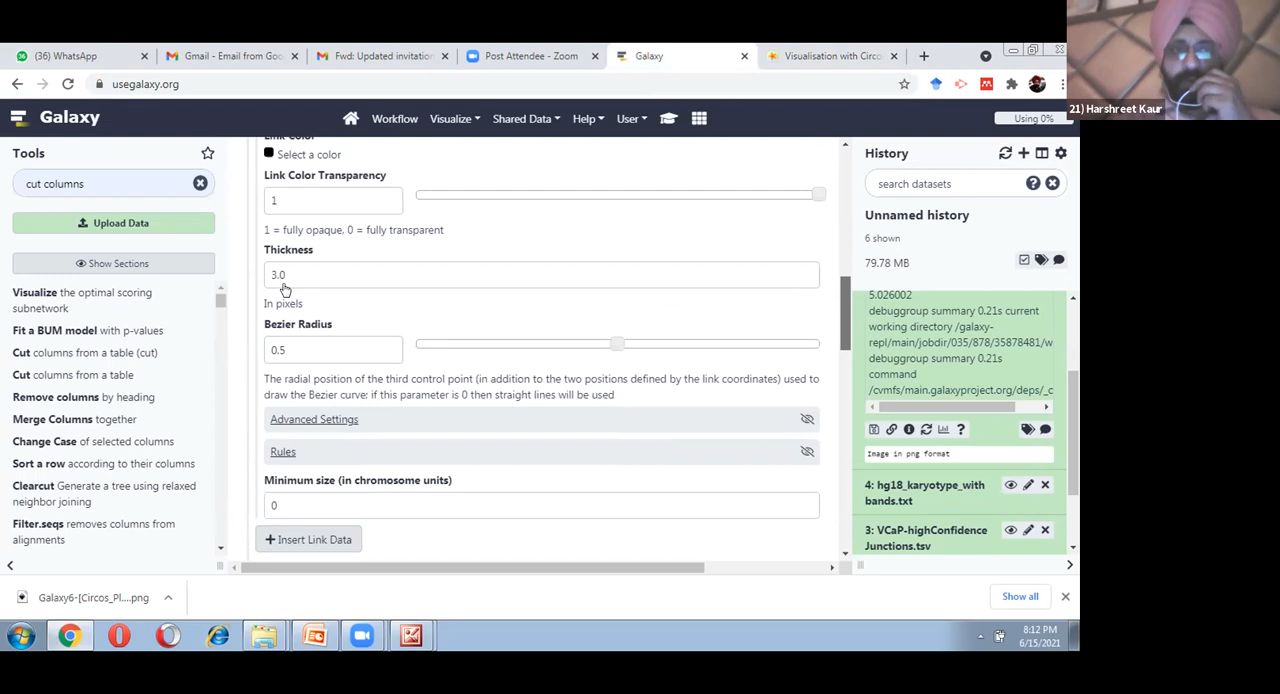 (36) WhatsApp
Gmail - Email from Goo
Fwd: Updated invitation
Post Attendee - Zoom
Galaxy
Visualisation with Circo
usegalaxy.org
21) Harshreet Kaur
Galaxy
Workflow
Visualize
Shared Data
Help
User
Using 0%
Tools
cut columns
Upload Data
Show Sections
Visualize the optimal scoring
subnetwork
Fit a BUM model with p-values
Cut columns from a table (cut)
Cut columns from a table
Remove columns by heading
Merge Columns together
Change Case of selected columns
Sort a row according to their columns
Clearcut Generate a tree using relaxed
neighbor joining
Filter.seqs removes columns from
alignments
Link Color
Select a color
Link Color Transparency
1
1 = fully opaque, 0 = fully transparent
Thickness
3.0
In pixels
Bezier Radius
0.5
The radial position of the third control point (in addition to the two positions defined by the link coordinates) used to
draw the Bezier curve; if this parameter is 0 then straight lines will be used
Advanced Settings
Rules
Minimum size (in chromosome units)
0
+ Insert Link Data
History
search datasets
Unnamed history
6 shown
79.78 MB
5.026002
debuggroup summary 0.21s current
working directory /galaxy-
repl/main/jobdir/035/878/35878481/w
debuggroup summary 0.21s
command
/cvmfs/main.galaxyproject.org/deps/_c
Image in png format
4: hg18_karyotype_with
bands.txt
3: VCaP-highConfidence
Junctions.tsv
Galaxy6-[Circos_Pl....png
Show all
8:12 PM
6/15/2021